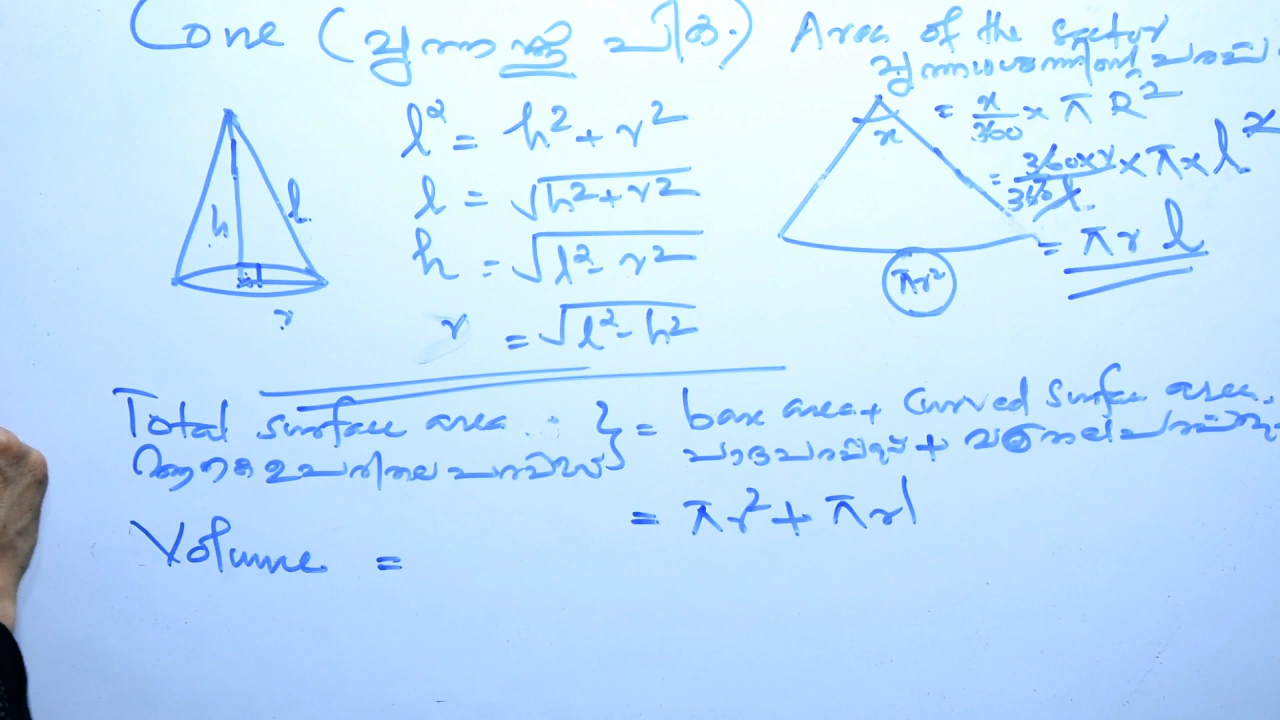 Cone (വൃത്തസ്തൂപിക)
l² = h² + r²
l = √h²+r²
h = √l²- r²
r = √l²- h²
h
l
r
Area of the sector
= x/360 × π R²
= 360×r/360 l × π × l²
= π r l
x
πr²
Total surface area : } = base area + Curved surface area.
= πr² + πrl
Volume =